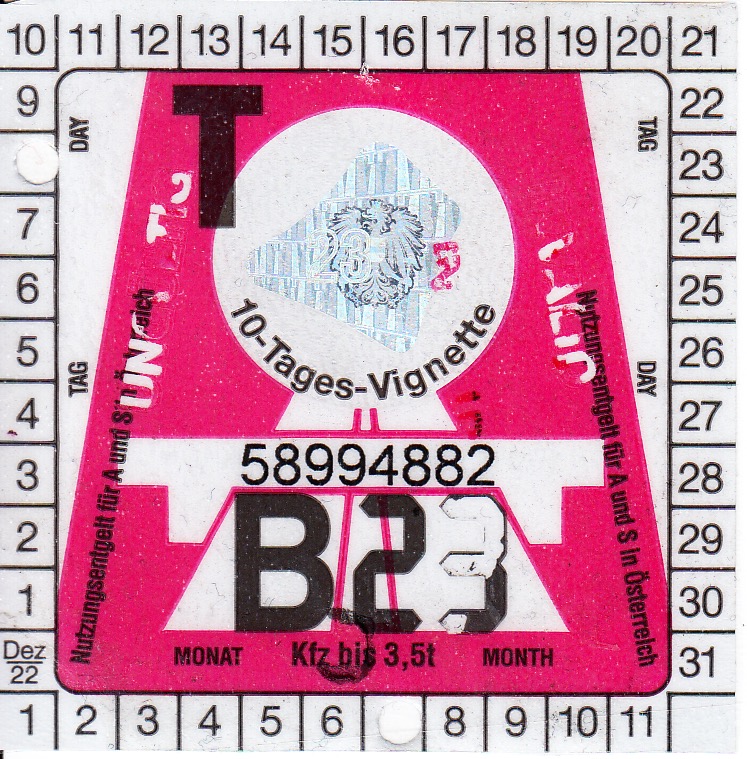 10 11 12 13 14 15 16 17 18 19 20 21
9 22
DAY TAG
T
23
7 24
23
6 25
10-Tages-Vignette
5 26
TAG DAY
4 27
58994882
3 28
Nutzungsentgelt für A und S in Österreich
Nutzungsentgelt für A und S in Österreich
B23
2 29
1 30
MONAT Kfz bis 3,5t MONTH
Dez
22
31
1 2 3 4 5 6 8 9 10 11